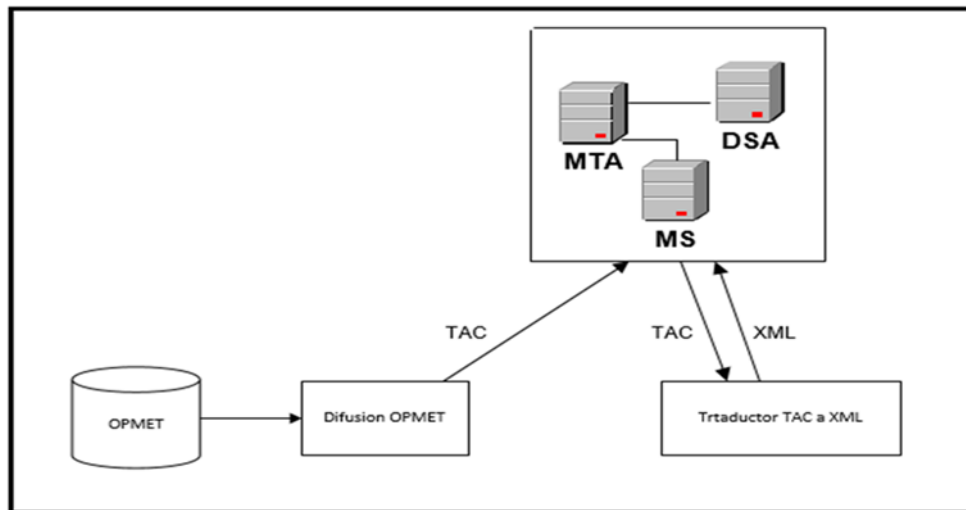 DSA
MTA
MS
TAC
TAC
XML
OPMET
Difusion OPMET
Trtaductor TAC a XML